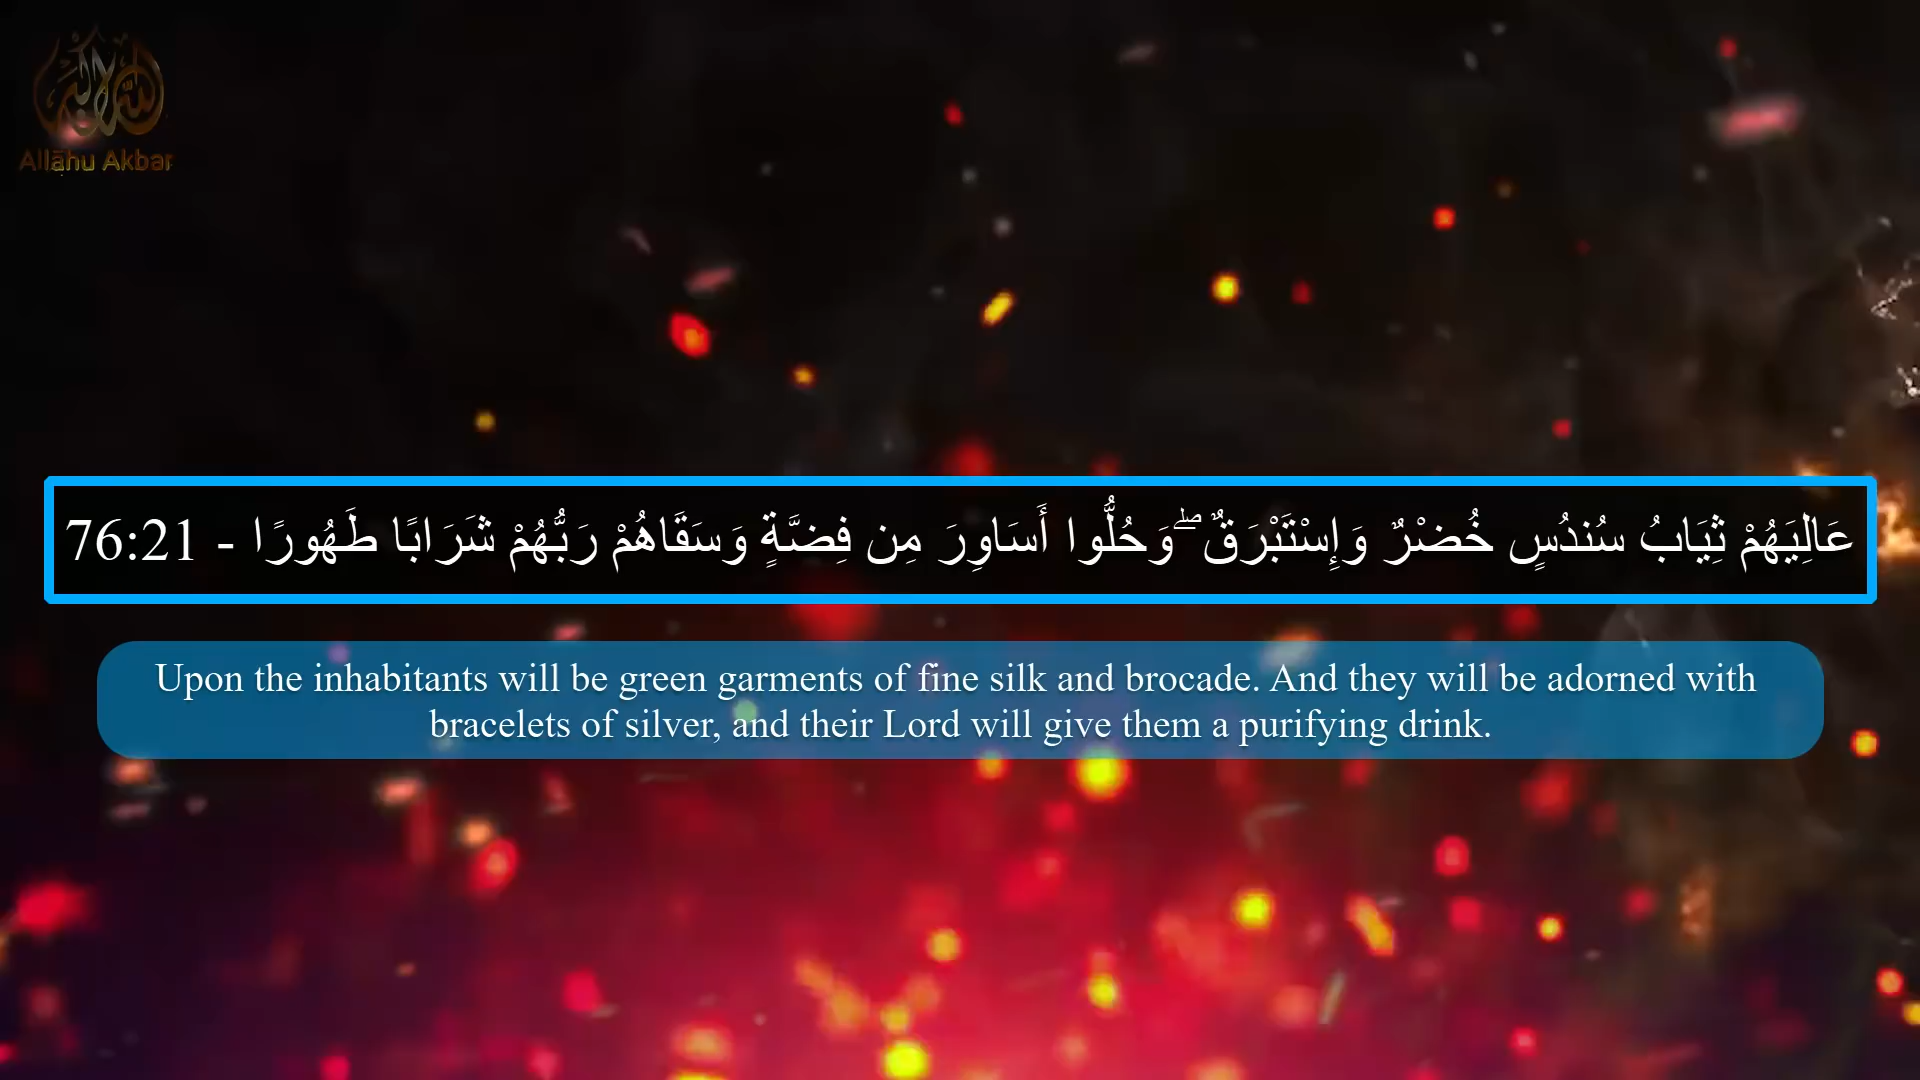 الله أكبر
Allāhu Akbar
عَالِيَهُمْ ثِيَابُ سُندُسٍ خُضْرٌ وَإِسْتَبْرَقٌ ۖ وَحُلُّوا أَسَاوِرَ مِن فِضَّةٍ وَسَقَاهُمْ رَبُّهُمْ شَرَابًا طَهُورًا - 76:21
Upon the inhabitants will be green garments of fine silk and brocade. And they will be adorned with
bracelets of silver, and their Lord will give them a purifying drink.